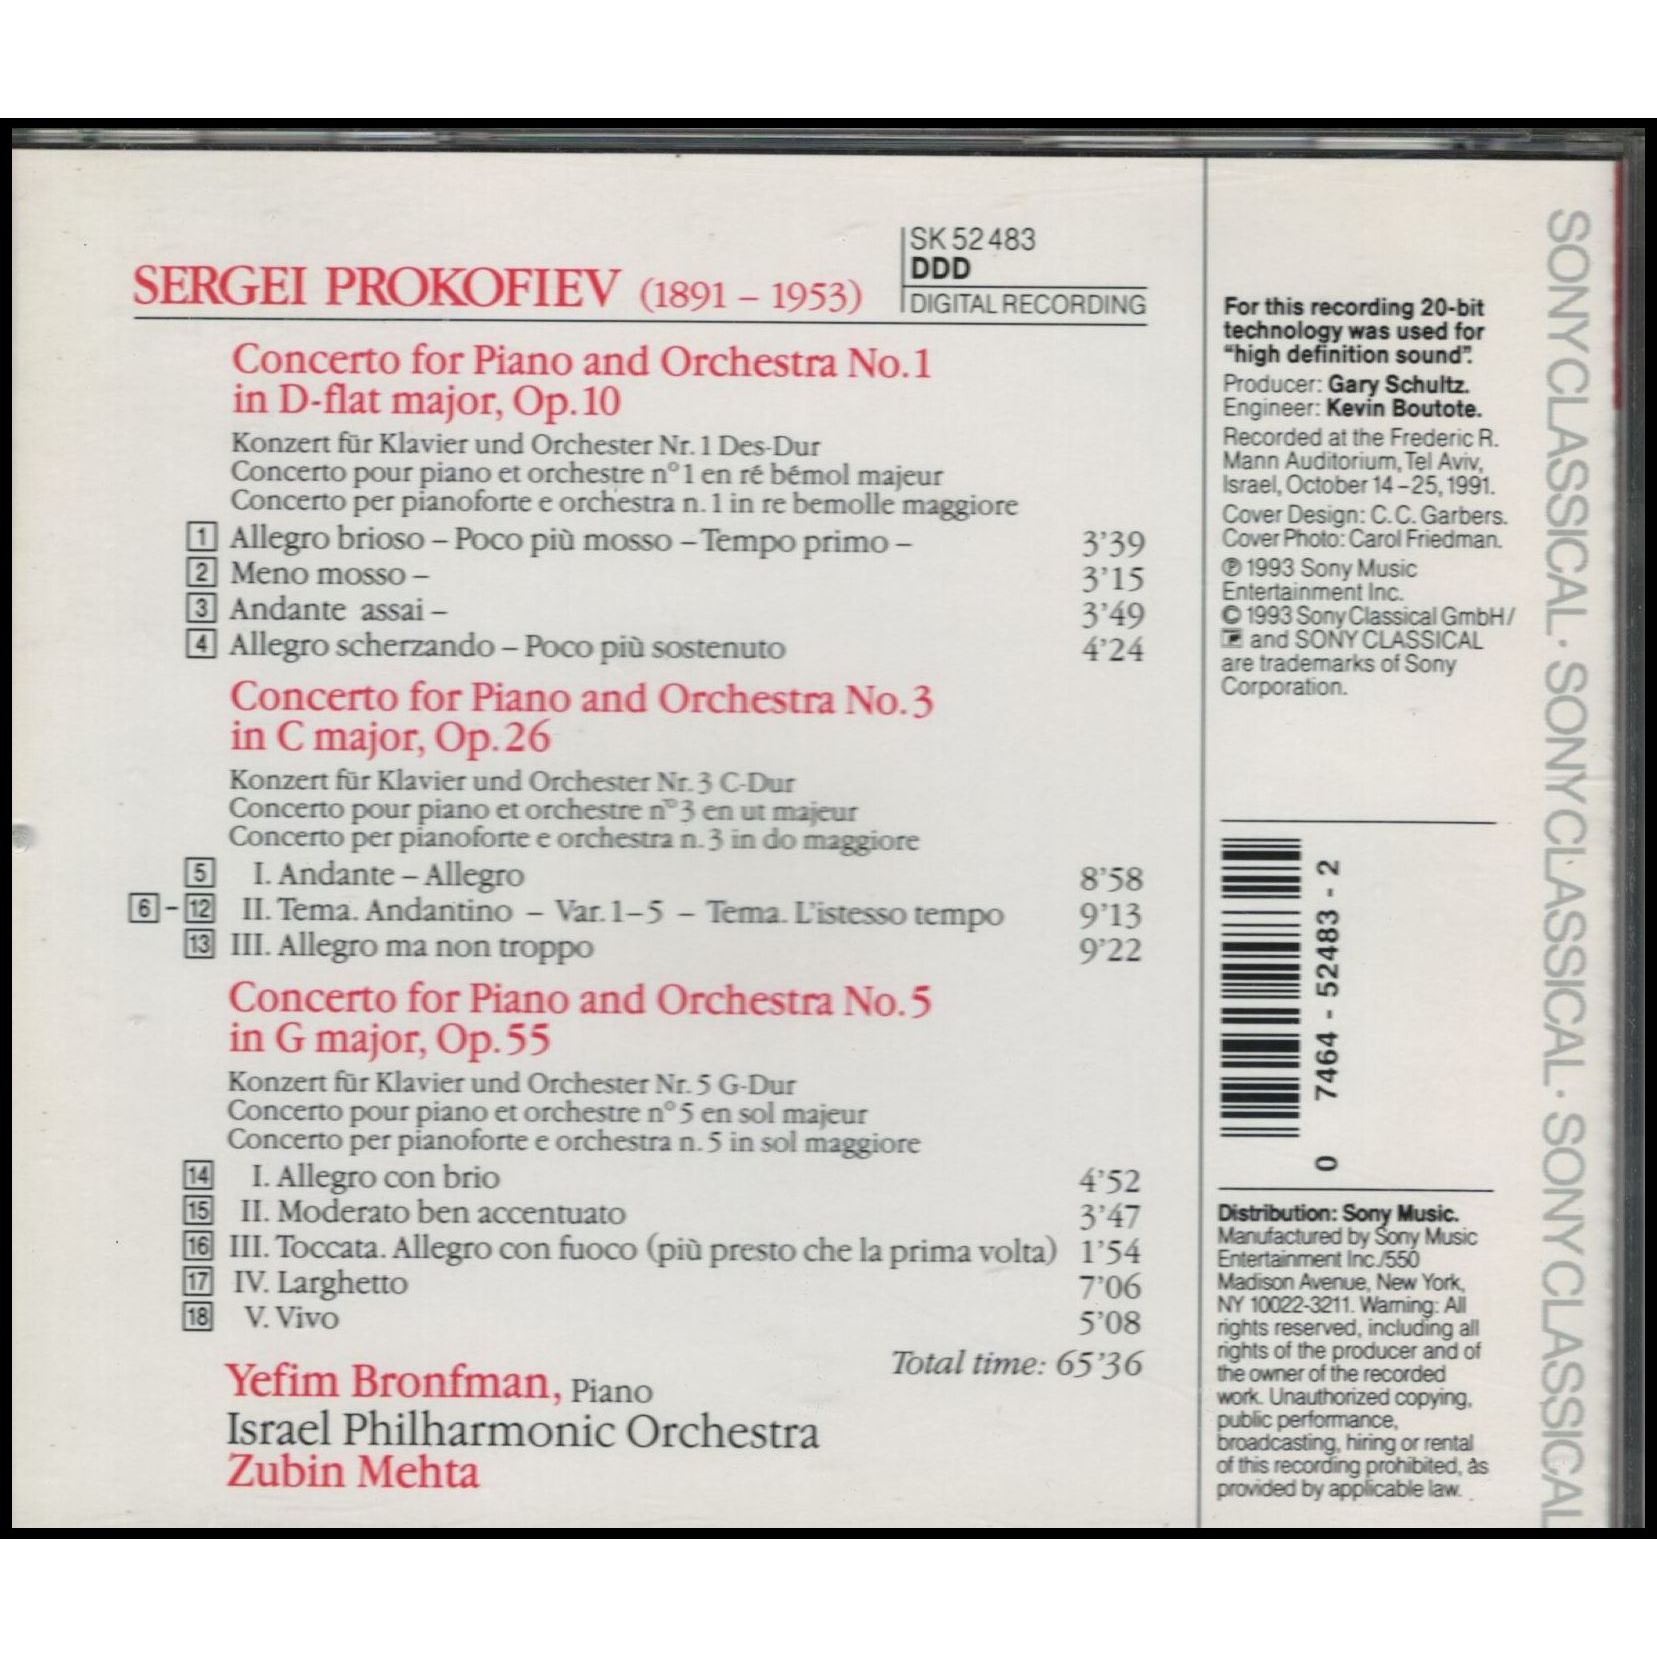 SK 52 483
DDD
DIGITAL RECORDING
SERGEI PROKOFIEV (1891 – 1953)
Concerto for Piano and Orchestra No. 1
in D-flat major, Op. 10
Konzert für Klavier und Orchester Nr. 1 Des-Dur
Concerto pour piano et orchestre n° 1 en ré bémol majeur
Concerto per pianoforte e orchestra n. 1 in re bemolle maggiore
1 Allegro brioso – Poco più mosso – Tempo primo – 3'39
2 Meno mosso – 3'15
3 Andante assai – 3'49
4 Allegro scherzando – Poco più sostenuto 4'24
Concerto for Piano and Orchestra No. 3
in C major, Op. 26
Konzert für Klavier und Orchester Nr. 3 C-Dur
Concerto pour piano et orchestre n° 3 en ut majeur
Concerto per pianoforte e orchestra n. 3 in do maggiore
5 I. Andante – Allegro 8'58
6 – 12 II. Tema. Andantino – Var. 1–5 – Tema. L'istesso tempo 9'13
13 III. Allegro ma non troppo 9'22
Concerto for Piano and Orchestra No. 5
in G major, Op. 55
Konzert für Klavier und Orchester Nr. 5 G-Dur
Concerto pour piano et orchestre n° 5 en sol majeur
Concerto per pianoforte e orchestra n. 5 in sol maggiore
14 I. Allegro con brio 4'52
15 II. Moderato ben accentuato 3'47
16 III. Toccata. Allegro con fuoco (più presto che la prima volta) 1'54
17 IV. Larghetto 7'06
18 V. Vivo 5'08
Total time: 65'36
Yefim Bronfman, Piano
Israel Philharmonic Orchestra
Zubin Mehta
For this recording 20-bit
technology was used for
“high definition sound”.
Producer: Gary Schultz.
Engineer: Kevin Boutote.
Recorded at the Frederic R.
Mann Auditorium, Tel Aviv,
Israel, October 14 – 25, 1991.
Cover Design: C. C. Garbers.
Cover Photo: Carol Friedman.
℗ 1993 Sony Music
Entertainment Inc.
© 1993 Sony Classical GmbH/
and SONY CLASSICAL
are trademarks of Sony
Corporation.
0 7464 - 52483 - 2
Distribution: Sony Music.
Manufactured by Sony Music
Entertainment Inc./550
Madison Avenue, New York,
NY 10022-3211. Warning: All
rights reserved, including all
rights of the producer and of
the owner of the recorded
work. Unauthorized copying,
public performance,
broadcasting, hiring or rental
of this recording prohibited, as
provided by applicable law.
SONY CLASSICAL · SONY CLASSICAL · SONY CLASSICAL